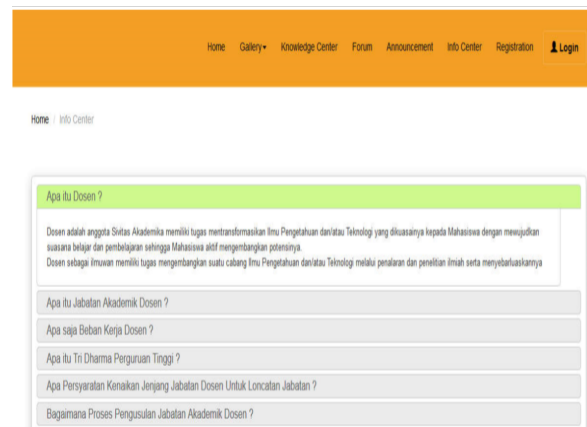 Home Gallery Knowledge Center Forum Announcement Info Center Registration Login
Home / Info Center
Apa itu Dosen ?
Dosen adalah anggota Sivitas Akademika memiliki tugas mentransformasikan Ilmu Pengetahuan dan/atau Teknologi yang dikuasainya kepada Mahasiswa dengan mewujudkan
suasana belajar dan pembelajaran sehingga Mahasiswa aktif mengembangkan potensinya.
Dosen sebagai ilmuwan memiliki tugas mengembangkan suatu cabang Ilmu Pengetahuan dan/atau Teknologi melalui penalaran dan penelitian ilmiah serta menyebarluaskannya
Apa itu Jabatan Akademik Dosen ?
Apa saja Beban Kerja Dosen ?
Apa itu Tri Dharma Perguruan Tinggi ?
Apa Persyaratan Kenaikan Jenjang Jabatan Dosen Untuk Loncatan Jabatan ?
Bagaimana Proses Pengusulan Jabatan Akademik Dosen ?